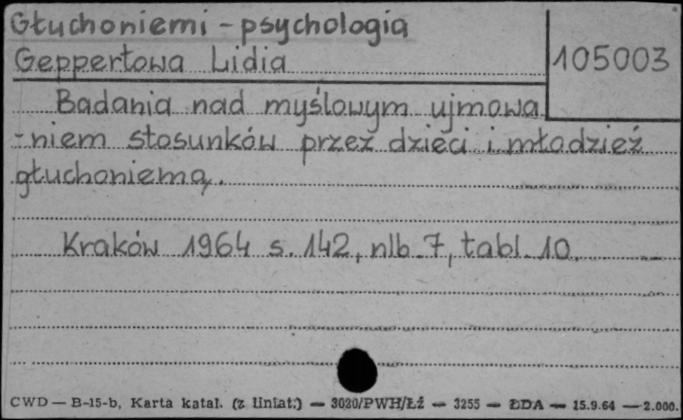 Głuchoniemi - psychologia
Geppertowa Lidia
105003
Badania nad myślowym ujmowa
-niem stosunków przez dzieci i młodzież
głuchoniemą.
Kraków 1964 s. 142, nlb. 7, tabl. 10.
CWD — B-15-b, Karta katal. (z liniat.) — 3020/PWH/Łź — 3255 — ŁDA — 15.9.64 — 2.000.